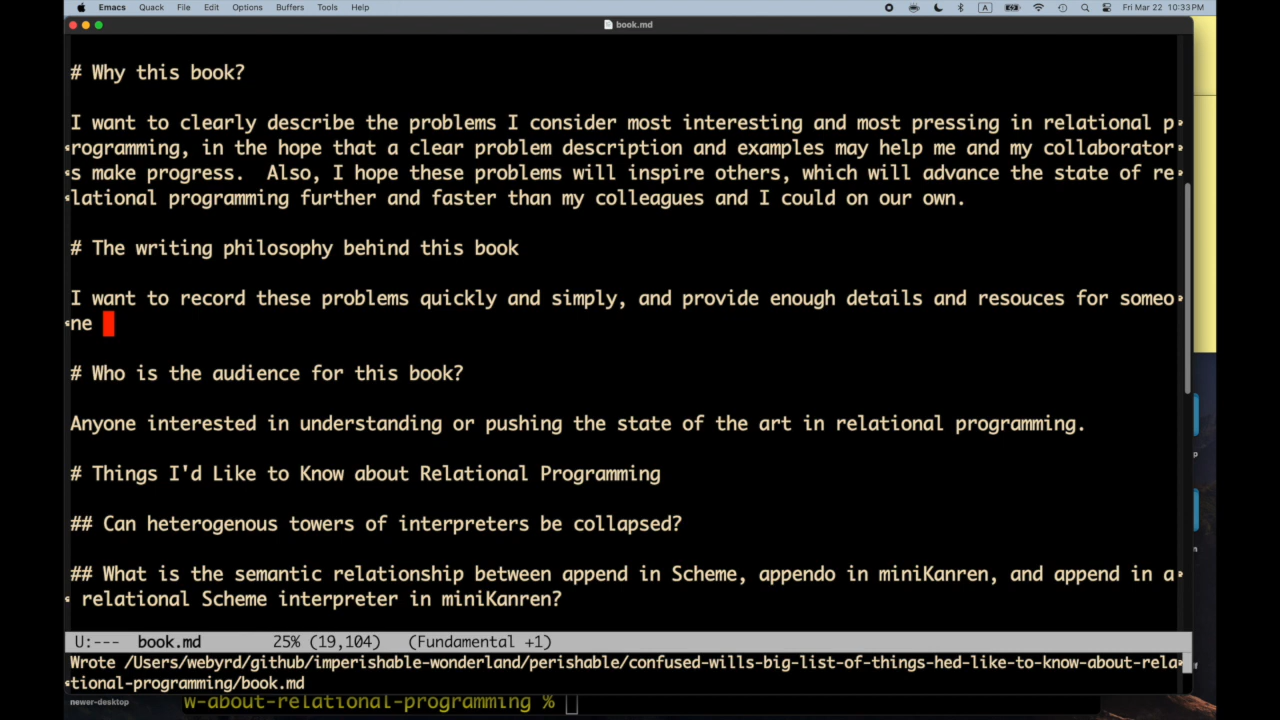 Emacs Quack File Edit Options Buffers Tools Help A Fri Mar 22 10:33 PM
book.md
# Why this book?
I want to clearly describe the problems I consider most interesting and most pressing in relational p
rogramming, in the hope that a clear problem description and examples may help me and my collaborator
s make progress.  Also, I hope these problems will inspire others, which will advance the state of re
lational programming further and faster than my colleagues and I could on our own.
# The writing philosophy behind this book
I want to record these problems quickly and simply, and provide enough details and resouces for someo
ne
# Who is the audience for this book?
Anyone interested in understanding or pushing the state of the art in relational programming.
# Things I'd Like to Know about Relational Programming
## Can heterogenous towers of interpreters be collapsed?
## What is the semantic relationship between append in Scheme, appendo in miniKanren, and append in a
relational Scheme interpreter in miniKanren?
U:--- book.md 25% (19,104) (Fundamental +1)
Wrote /Users/webyrd/github/imperishable-wonderland/perishable/confused-wills-big-list-of-things-hed-like-to-know-about-rela
tional-programming/book.md
newer-desktop w-about-relational-programming %